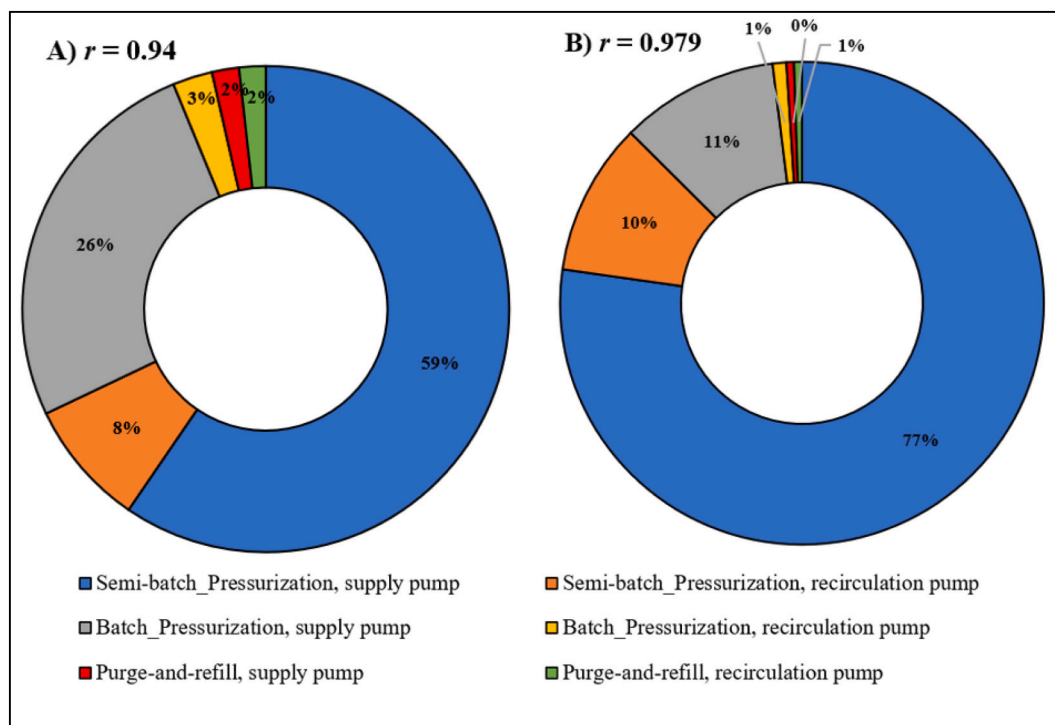 A) r = 0.94
3%
2%
2%
26%
59%
8%
B) r = 0.979
1%
0%
1%
11%
10%
77%
Semi-batch_Pressurization, supply pump
Semi-batch_Pressurization, recirculation pump
Batch_Pressurization, supply pump
Batch_Pressurization, recirculation pump
Purge-and-refill, supply pump
Purge-and-refill, recirculation pump